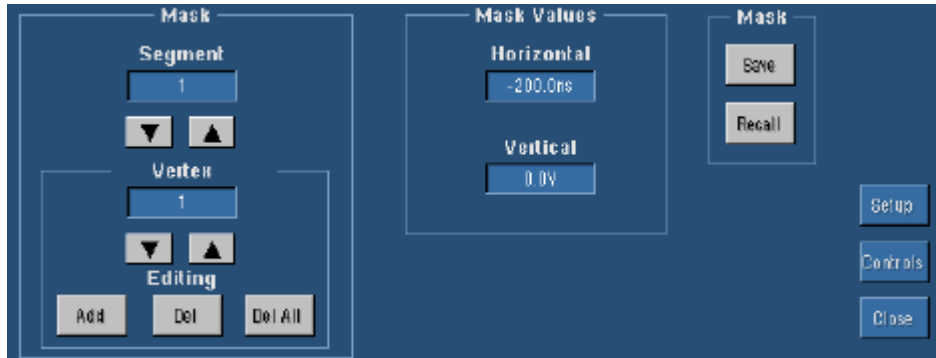 Mask
Segment
1
Vertex
1
Editing
Add Del Del All
Mask Values
Horizontal
-200.0ns
Vertical
0.0V
Mask
Save
Recall
Setup
Controls
Close